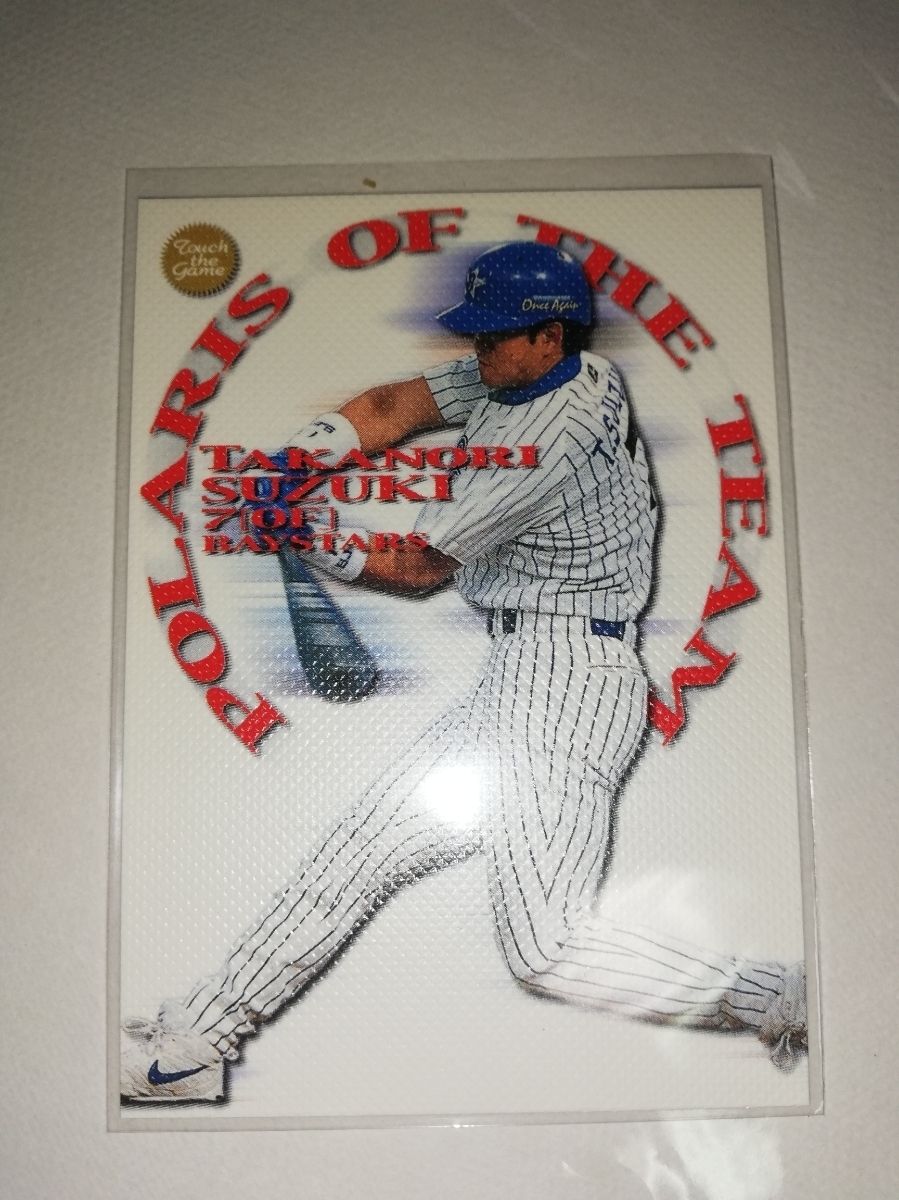 Touch
the
Game
POLARIS OF THE TEAM
Once Again
TAKANORI
SUZUKI
7[OF]
BAYSTARS